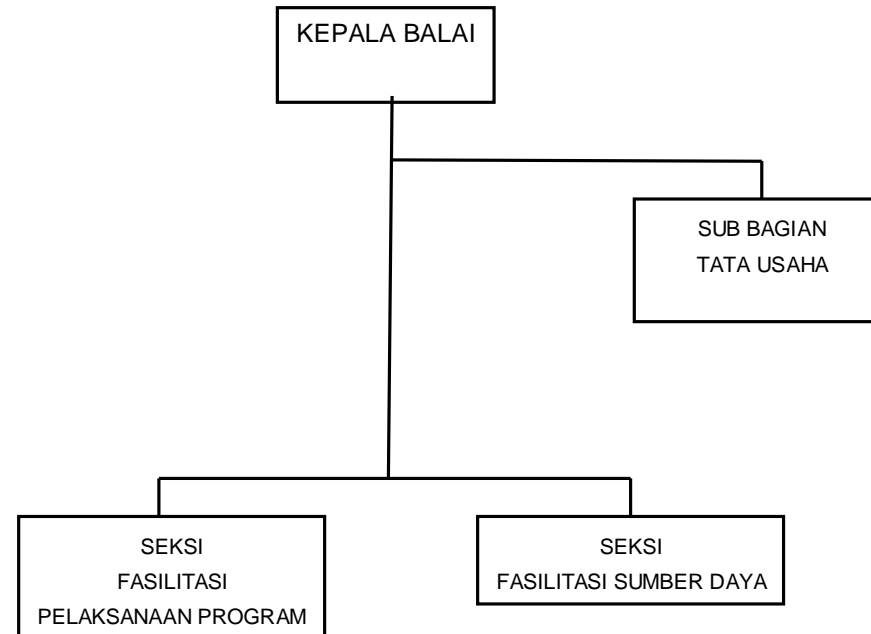 KEPALA BALAI
SUB BAGIAN
TATA USAHA
SEKSI
FASILITASI
PELAKSANAAN PROGRAM
SEKSI
FASILITASI SUMBER DAYA